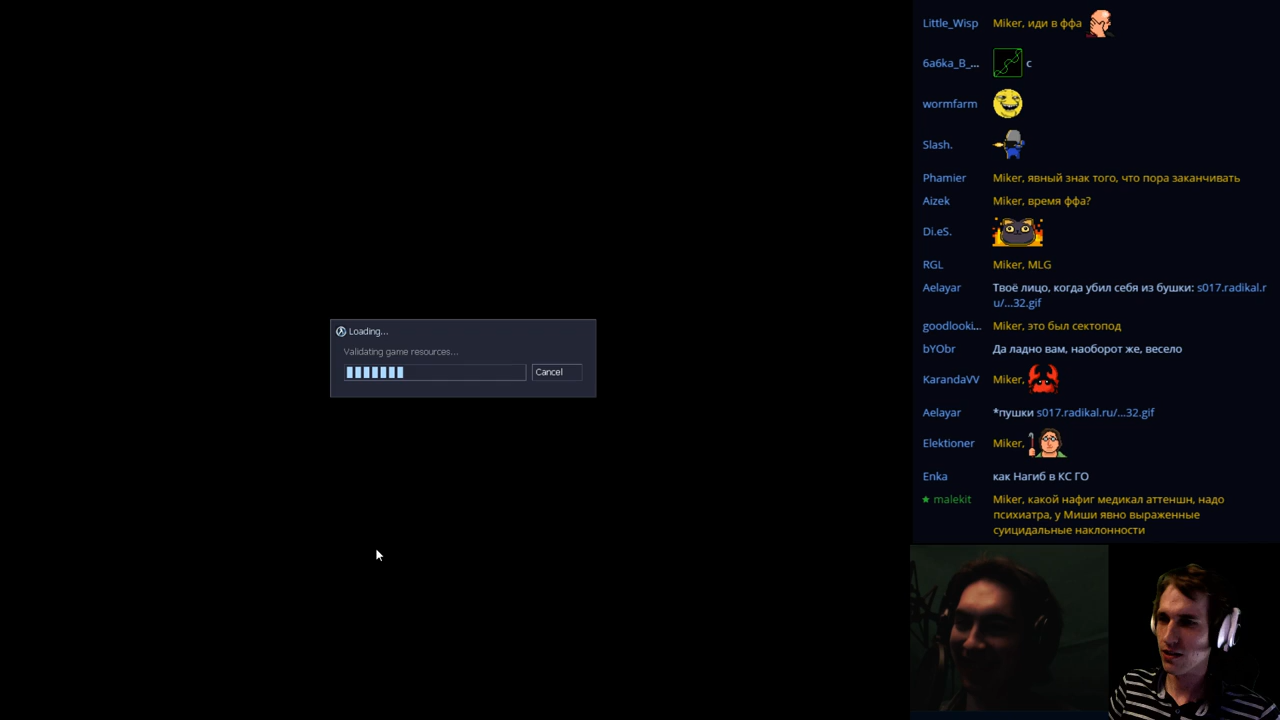 Little_Wisp Miker, иди в ффа
6a6ka_B_... с
wormfarm
Slash.
Phamier Miker, явный знак того, что пора заканчивать
Aizek Miker, время ффа?
Di.eS.
RGL Miker, MLG
Aelayar Твоё лицо, когда убил себя из бушки: s017.radikal.r
u/...32.gif
goodlooki... Miker, это был сектопод
bYObr Да ладно вам, наоборот же, весело
KarandaVV Miker,
Aelayar *пушки s017.radikal.ru/...32.gif
Elektioner Miker,
Enka как Нагиб в КС ГО
malekit Miker, какой нафиг медикал аттеншн, надо
психиатра, у Миши явно выраженные
суицидальные наклонности
Loading...
Validating game resources...
Cancel